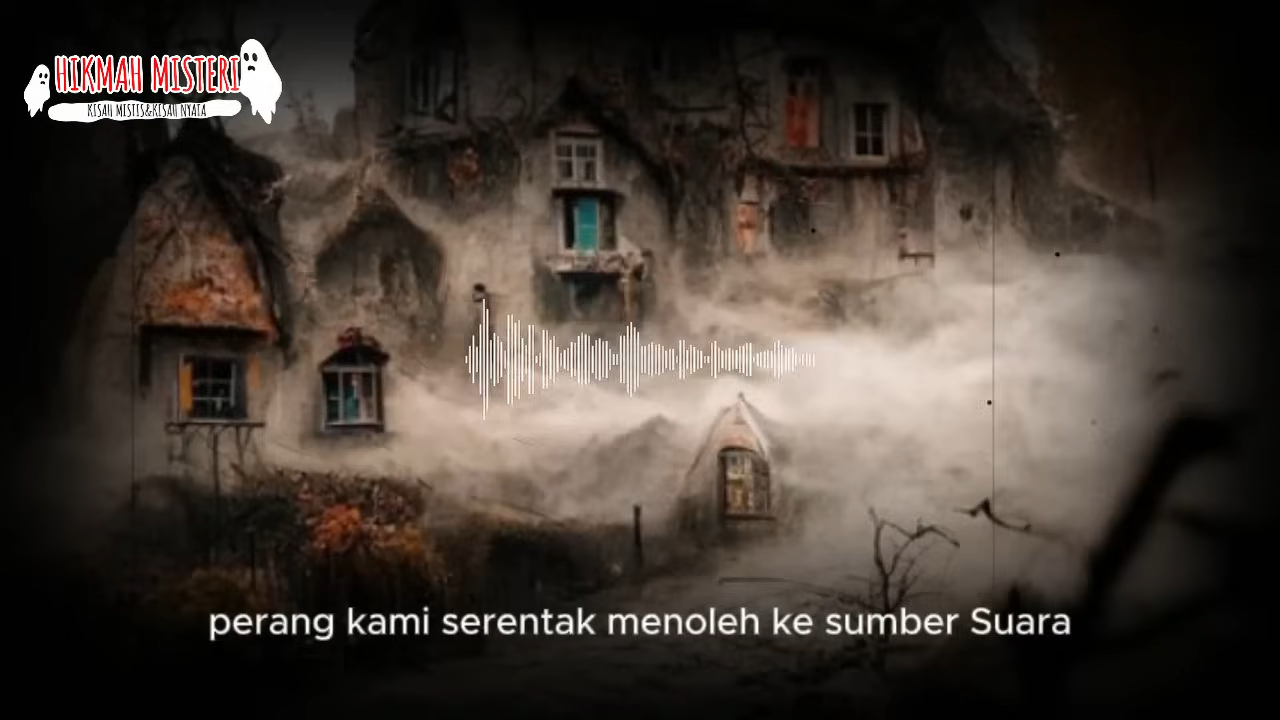 HIKMAH MISTERI
KISAH MISTIS&KISAH NYATA
perang kami serentak menoleh ke sumber Suara